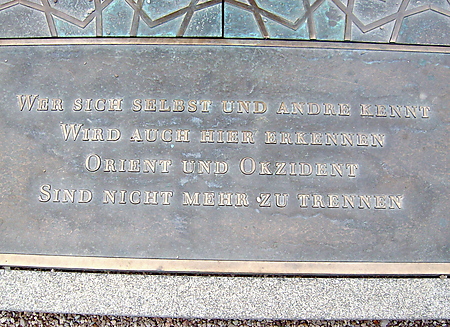 Wer sich selbst und andre kennt
Wird auch hier erkennen
Orient und Okzident
Sind nicht mehr zu trennen